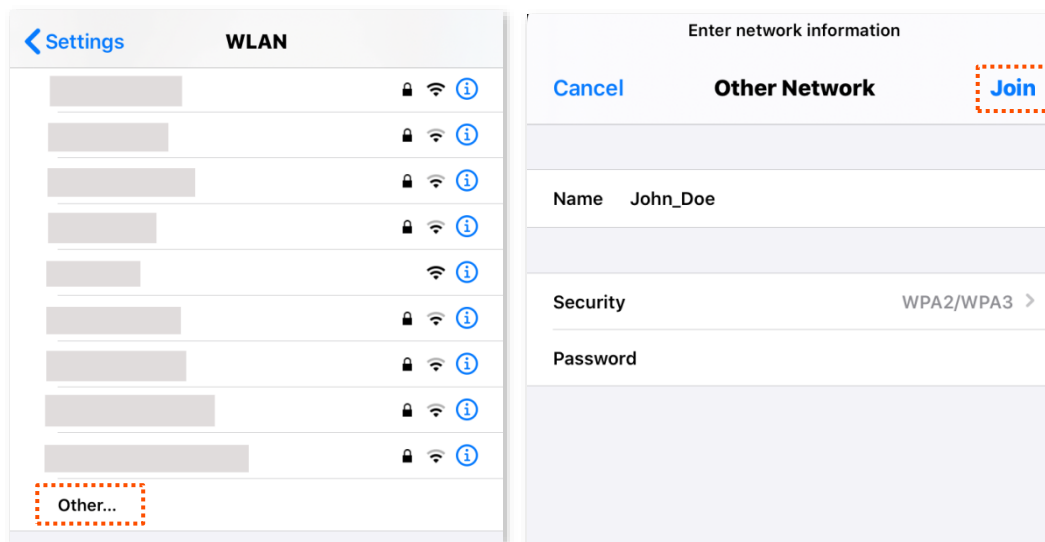 Settings
WLAN
Other...
Enter network information
Cancel
Other Network
Join
Name John_Doe
Security WPA2/WPA3
Password